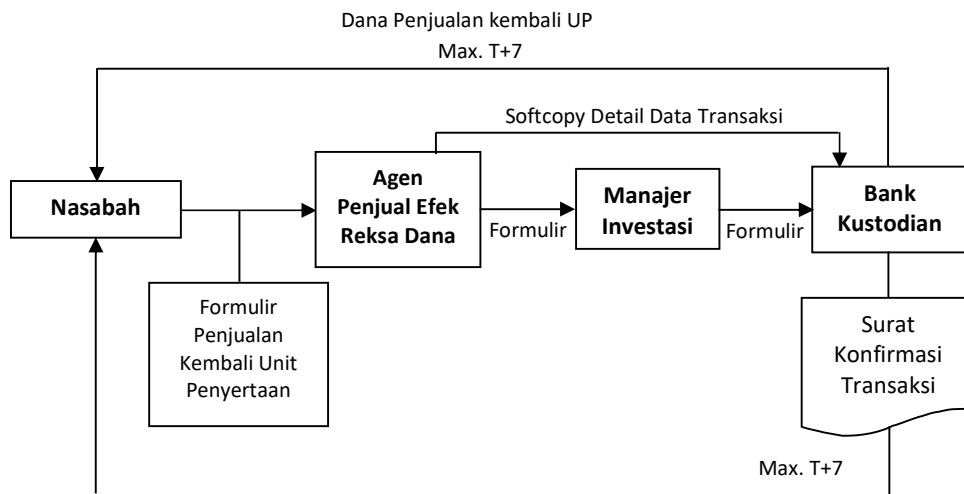 Dana Penjualan kembali UP
Max. T+7
Softcopy Detail Data Transaksi
Nasabah
Agen
Penjual Efek
Reksa Dana
Formulir
Manajer
Investasi
Formulir
Bank
Kustodian
Formulir
Penjualan
Kembali Unit
Penyertaan
Surat
Konfirmasi
Transaksi
Max. T+7